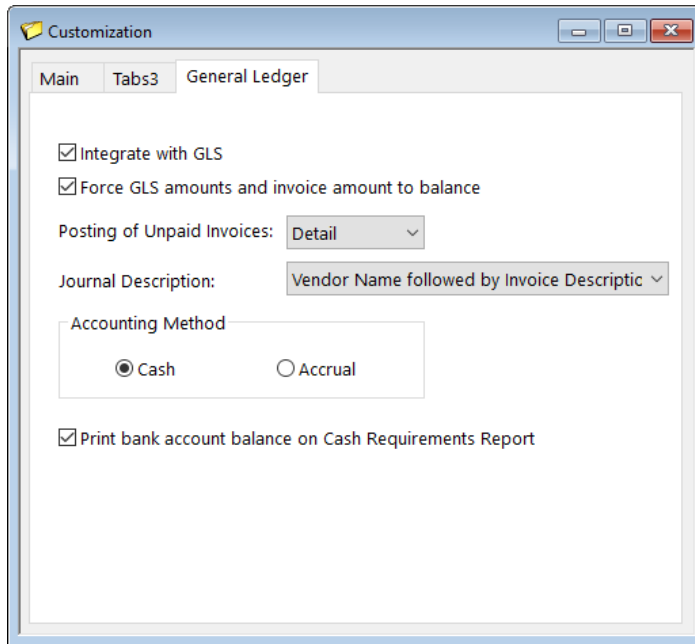 Customization
Main Tabs3 General Ledger
Integrate with GLS
Force GLS amounts and invoice amount to balance
Posting of Unpaid Invoices: Detail
Journal Description: Vendor Name followed by Invoice Descriptic
Accounting Method
Cash Accrual
Print bank account balance on Cash Requirements Report